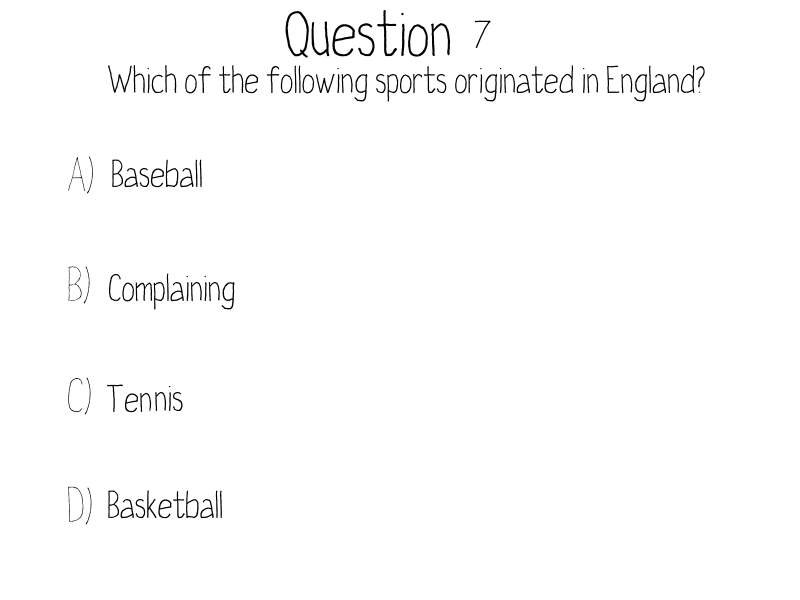 Question 7
Which of the following sports originated in England?
A) Baseball
B) Complaining
C) Tennis
D) Basketball